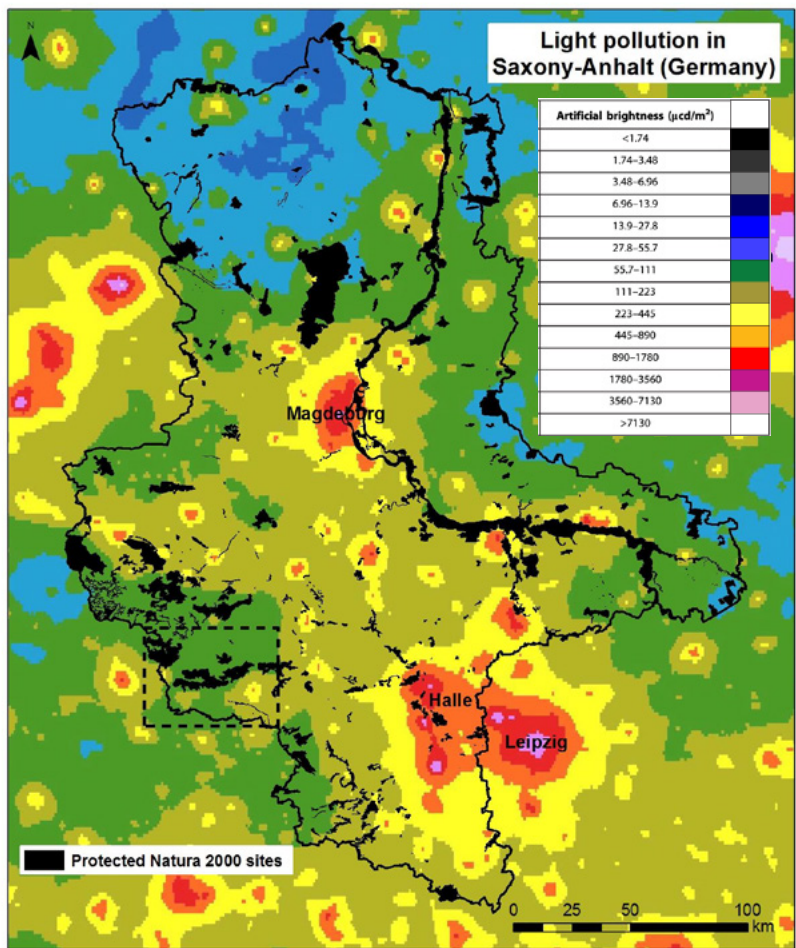 N
Light pollution in
Saxony-Anhalt (Germany)
Artificial brightness (μcd/m²)
<1.74
1.74–3.48
3.48–6.96
6.96–13.9
13.9–27.8
27.8–55.7
55.7–111
111–223
223–445
445–890
890–1780
1780–3560
3560–7130
>7130
Magdeburg
Halle
Leipzig
Protected Natura 2000 sites
0 25 50 100
km